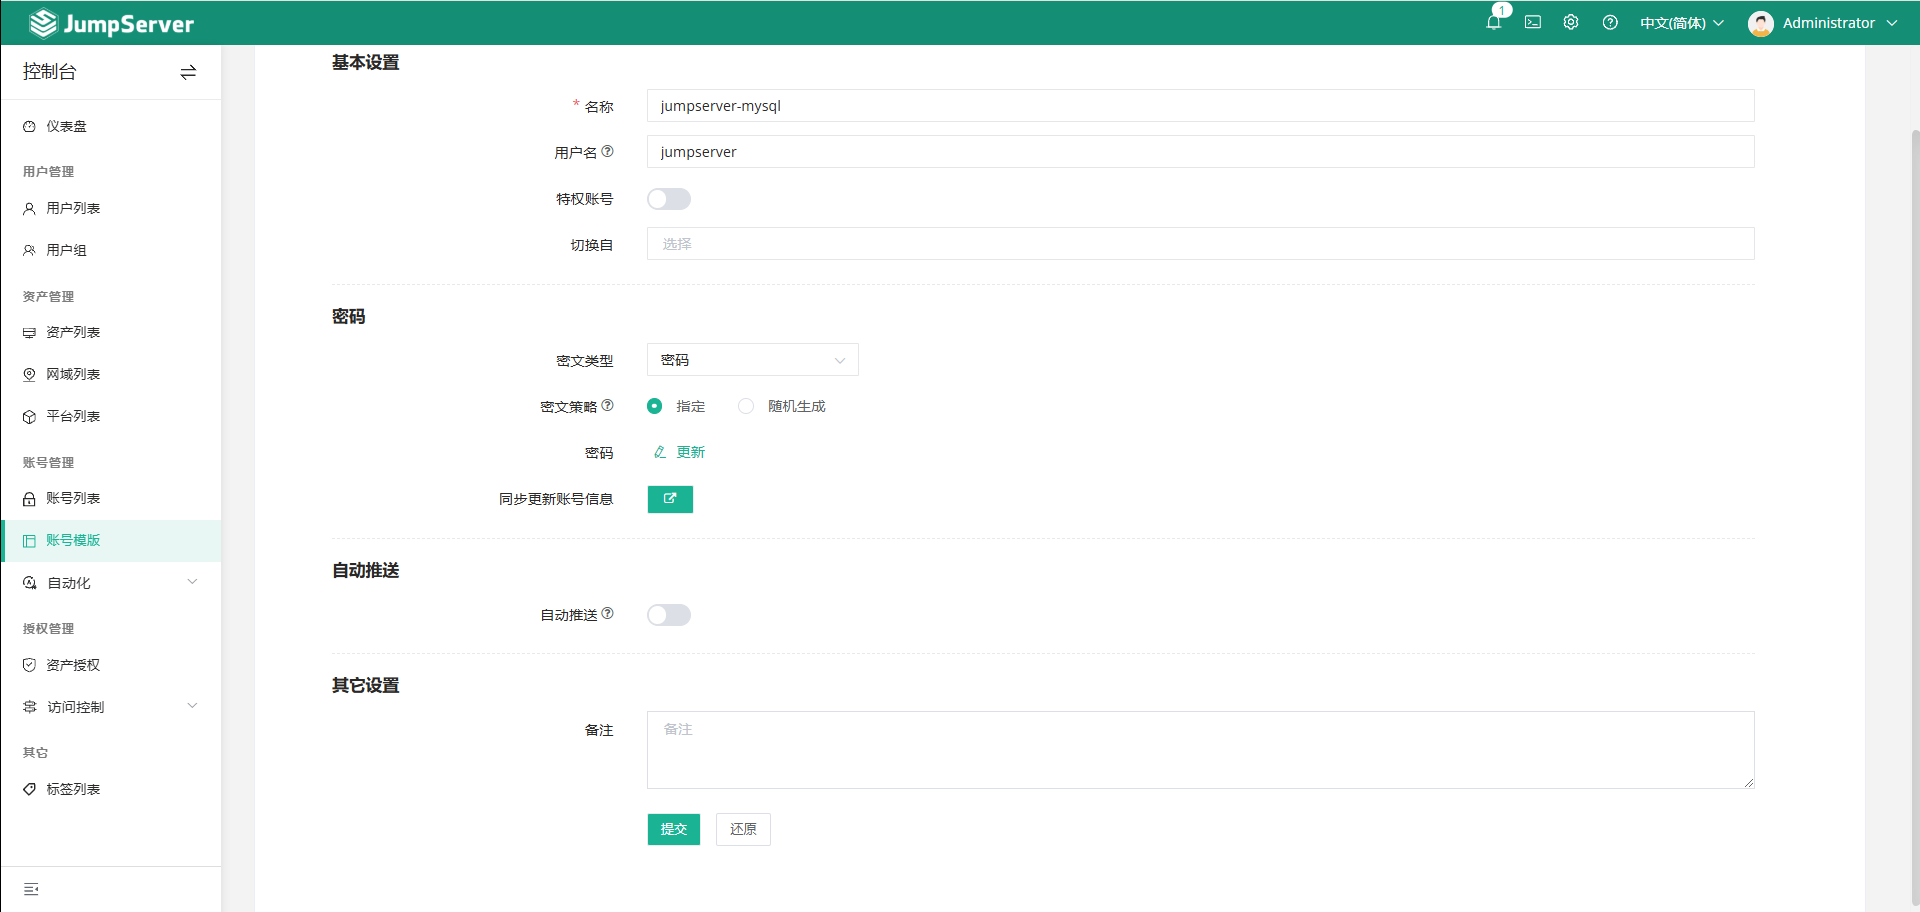 JumpServer
1
中文(简体)
Administrator
控制台
仪表盘
用户管理
用户列表
用户组
资产管理
资产列表
网域列表
平台列表
账号管理
账号列表
账号模版
自动化
授权管理
资产授权
访问控制
其它
标签列表
基本设置
* 名称
jumpserver-mysql
用户名
jumpserver
特权账号
切换自
选择
密码
密文类型
密码
密文策略
指定
随机生成
密码
更新
同步更新账号信息
自动推送
自动推送
其它设置
备注
备注
提交
还原